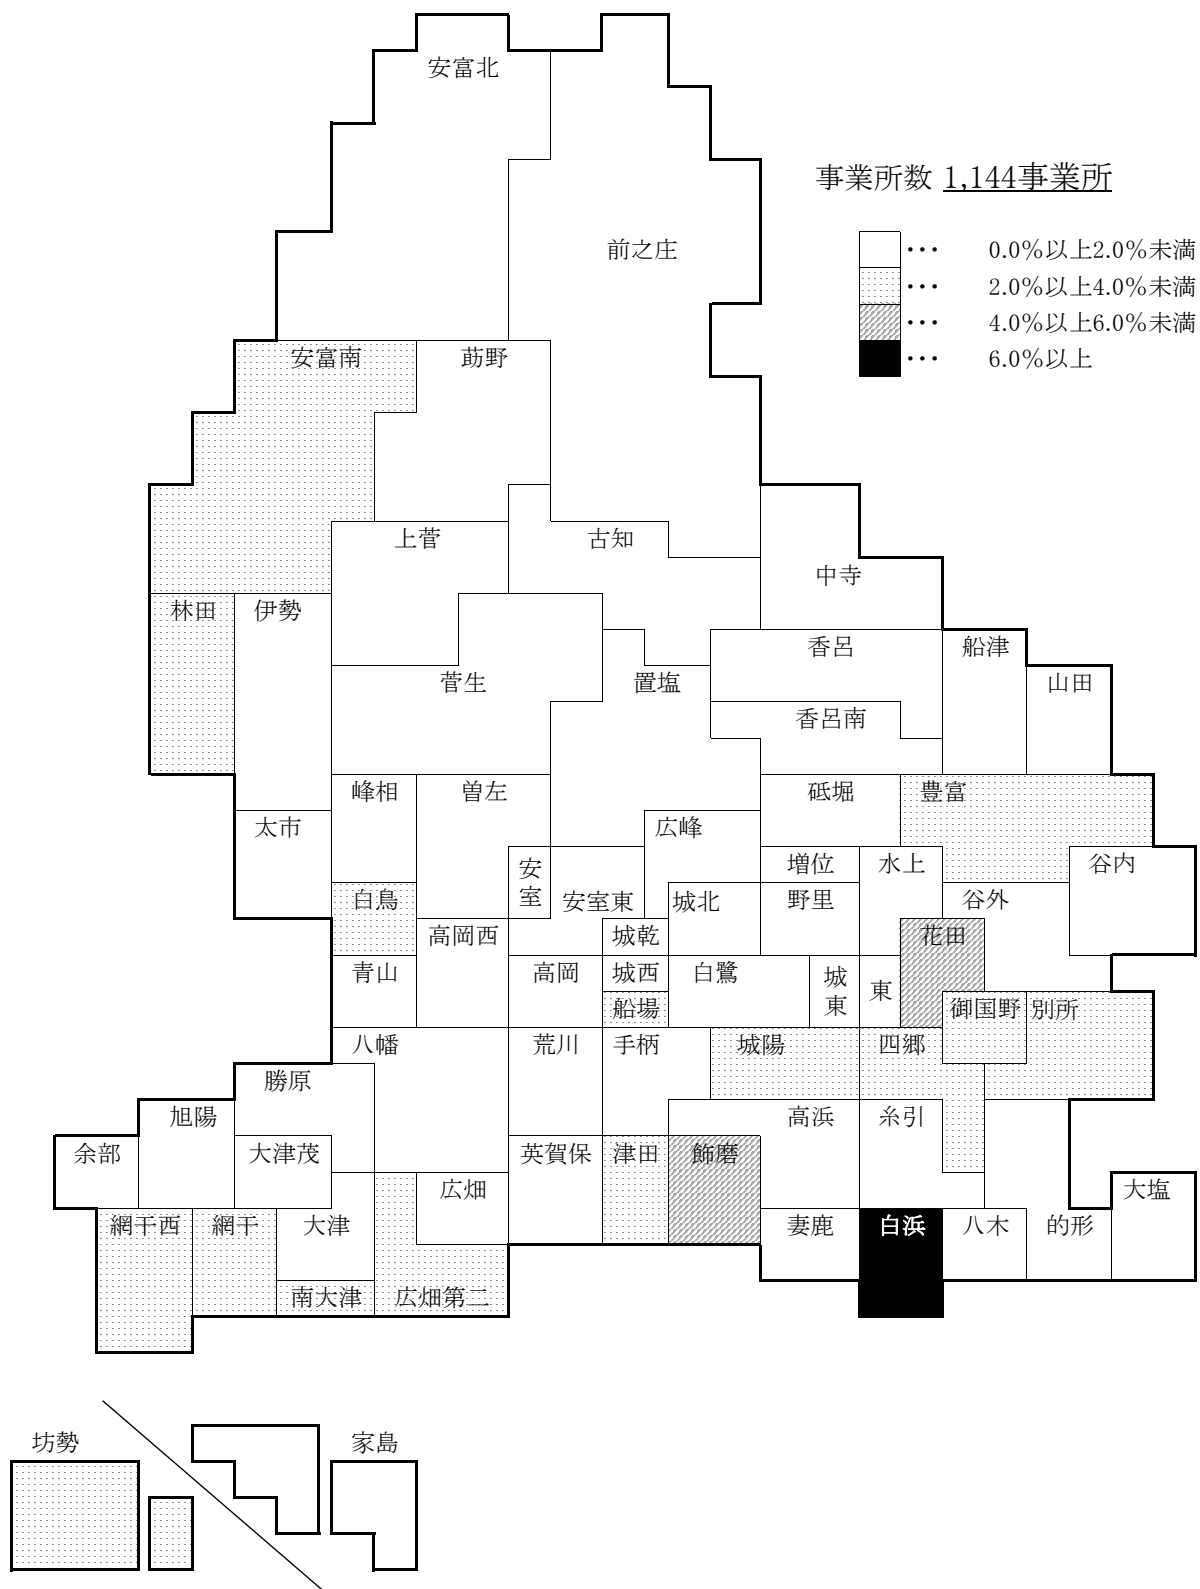 安富北
事業所数 1,144事業所
前之庄
･･･ 0.0%以上2.0%未満
･･･ 2.0%以上4.0%未満
･･･ 4.0%以上6.0%未満
･･･ 6.0%以上
安富南 莇野
上菅 古知
中寺
林田 伊勢
香呂 船津
菅生 置塩 山田
香呂南
峰相 曽左 砥堀 豊富
太市 広峰
安室 増位 水上 谷内
白鳥 安室東 城北 野里 谷外
高岡西 城乾 花田
青山 高岡 城西 白鷺 城東 東
船場 御国野 別所
八幡 荒川 手柄 城陽 四郷
勝原
旭陽 高浜 糸引
余部 大津茂 英賀保 津田 飾磨
広畑 大塩
網干西 網干 大津 妻鹿 白浜 八木 的形
南大津 広畑第二
坊勢 家島